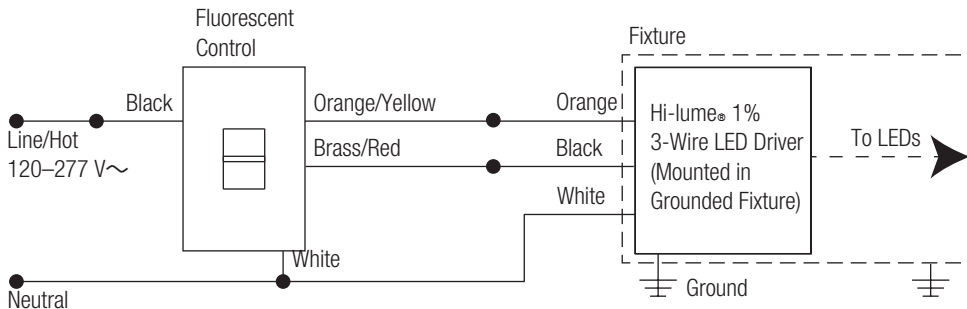 Fluorescent
Control
Fixture
Black
Orange/Yellow
Orange
Line/Hot
120–277 V~
Brass/Red
Black
White
Hi-lume® 1%
3-Wire LED Driver
(Mounted in
Grounded Fixture)
To LEDs
White
Neutral
Ground